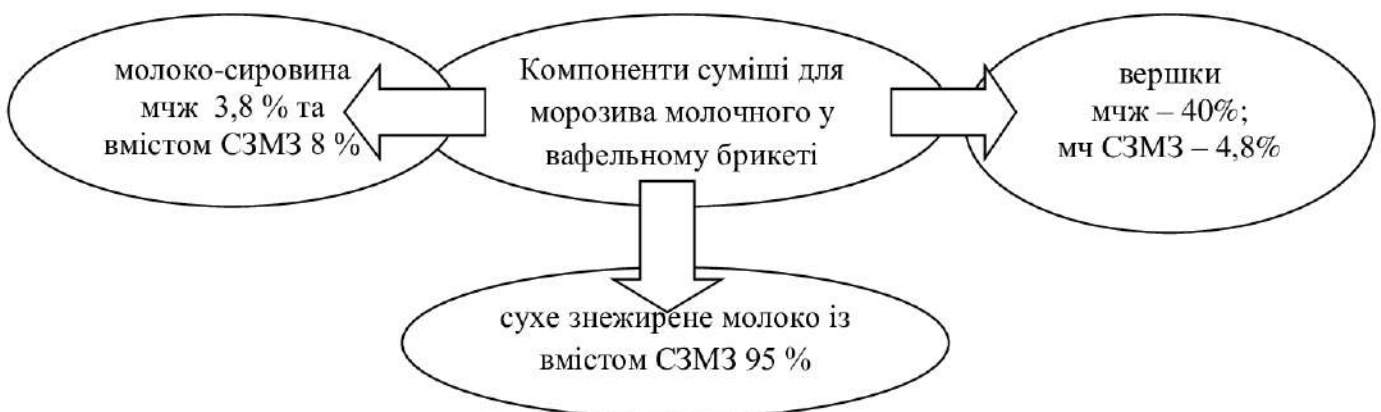 молоко-сировина
мчж 3,8 % та
вмістом СЗМЗ 8 %
Компоненти суміші для
морозива молочного у
вафельному брикеті
вершки
мчж – 40%;
мч СЗМЗ – 4,8%
сухе знежирене молоко із
вмістом СЗМЗ 95 %